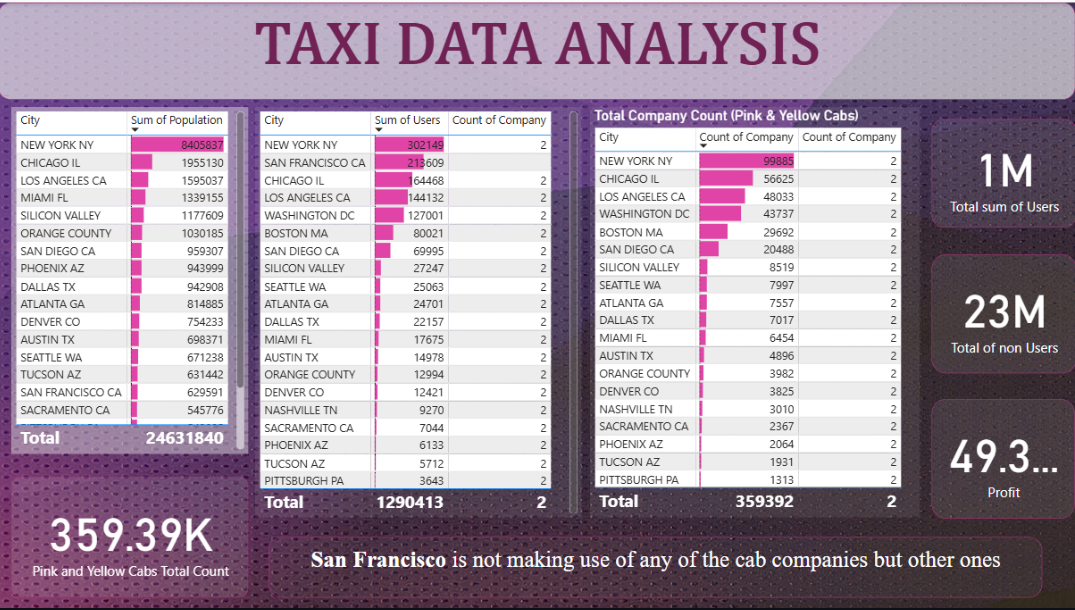 TAXI DATA ANALYSIS
City Sum of Population
NEW YORK NY 8405837
CHICAGO IL 1955130
LOS ANGELES CA 1595037
MIAMI FL 1339155
SILICON VALLEY 1177609
ORANGE COUNTY 1030185
SAN DIEGO CA 959307
PHOENIX AZ 943999
DALLAS TX 942908
ATLANTA GA 814885
DENVER CO 754233
AUSTIN TX 698371
SEATTLE WA 671238
TUCSON AZ 631442
SAN FRANCISCO CA 629591
SACRAMENTO CA 545776
Total 24631840
City Sum of Users Count of Company
NEW YORK NY 302149 2
SAN FRANCISCO CA 213609
CHICAGO IL 164468 2
LOS ANGELES CA 144132 2
WASHINGTON DC 127001 2
BOSTON MA 80021 2
SAN DIEGO CA 69995 2
SILICON VALLEY 27247 2
SEATTLE WA 25063 2
ATLANTA GA 24701 2
DALLAS TX 22157 2
MIAMI FL 17675 2
AUSTIN TX 14978 2
ORANGE COUNTY 12994 2
DENVER CO 12421 2
NASHVILLE TN 9270 2
SACRAMENTO CA 7044 2
PHOENIX AZ 6133 2
TUCSON AZ 5712 2
PITTSBURGH PA 3643 2
Total 1290413 2
Total Company Count (Pink & Yellow Cabs)
City Count of Company Count of Company
NEW YORK NY 99885 2
CHICAGO IL 56625 2
LOS ANGELES CA 48033 2
WASHINGTON DC 43737 2
BOSTON MA 29692 2
SAN DIEGO CA 20488 2
SILICON VALLEY 8519 2
SEATTLE WA 7997 2
ATLANTA GA 7557 2
DALLAS TX 7017 2
MIAMI FL 6454 2
AUSTIN TX 4896 2
ORANGE COUNTY 3982 2
DENVER CO 3825 2
NASHVILLE TN 3010 2
SACRAMENTO CA 2367 2
PHOENIX AZ 2064 2
TUCSON AZ 1931 2
PITTSBURGH PA 1313 2
Total 359392 2
1M
Total sum of Users
23M
Total of non Users
49.3...
Profit
359.39K
Pink and Yellow Cabs Total Count
San Francisco is not making use of any of the cab companies but other ones